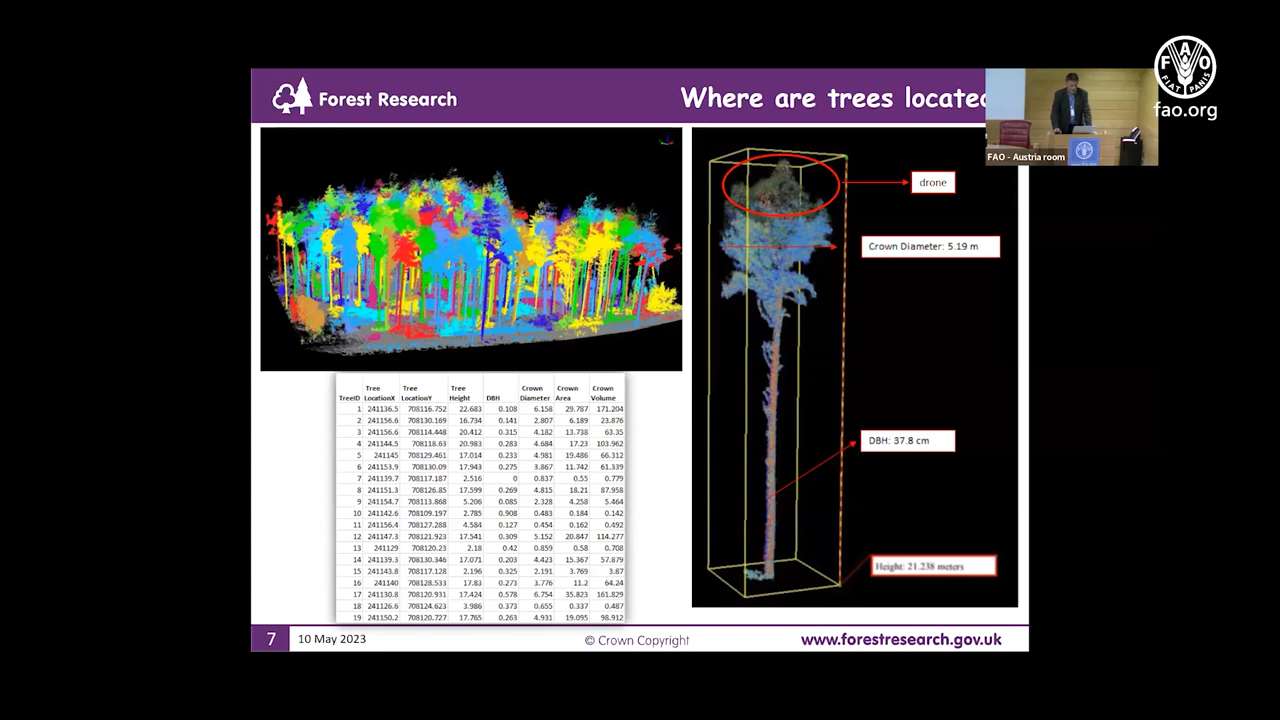 Forest Research
Where are trees located
FAO
FIAT PANIS
fao.org
FAO - Austria room
drone
Crown Diameter: 5.19 m
DBH: 37.8 cm
Height: 21.238 meters
TreeID Tree LocationX Tree LocationY Tree Height DBH Crown Diameter Crown Area Crown Volume
1 241136.5 708116.752 22.683 0.108 6.158 29.787 171.204
2 241156.6 708130.169 16.734 0.141 2.807 6.189 23.876
3 241156.6 708114.448 20.412 0.315 4.182 13.738 63.35
4 241144.5 708118.63 20.983 0.283 4.684 17.23 103.962
5 241145 708129.461 17.014 0.233 4.981 19.486 66.312
6 241153.9 708130.09 17.943 0.275 3.867 11.742 61.339
7 241139.7 708117.187 2.516 0 0.837 0.55 0.779
8 241151.3 708126.85 17.599 0.269 4.815 18.21 87.958
9 241154.7 708113.868 5.206 0.085 2.328 4.258 5.464
10 241142.6 708109.197 2.785 0.908 0.483 0.184 0.142
11 241156.4 708127.288 4.584 0.127 0.454 0.162 0.492
12 241147.3 708121.923 17.541 0.309 5.152 20.847 114.277
13 241129 708120.23 2.18 0.42 0.859 0.58 0.708
14 241139.3 708130.346 17.071 0.203 4.423 15.367 57.879
15 241143.8 708117.128 2.196 0.325 2.191 3.769 3.87
16 241140 708128.533 17.83 0.273 3.776 11.2 64.24
17 241130.8 708120.931 17.424 0.578 6.754 35.823 161.829
18 241126.6 708124.623 3.986 0.373 0.655 0.337 0.487
19 241150.2 708120.727 17.765 0.263 4.931 19.095 98.912
7
10 May 2023
© Crown Copyright
www.forestresearch.gov.uk